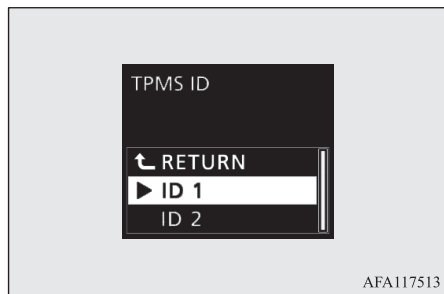 TPMS ID
RETURN
ID 1
ID 2
AFA117513